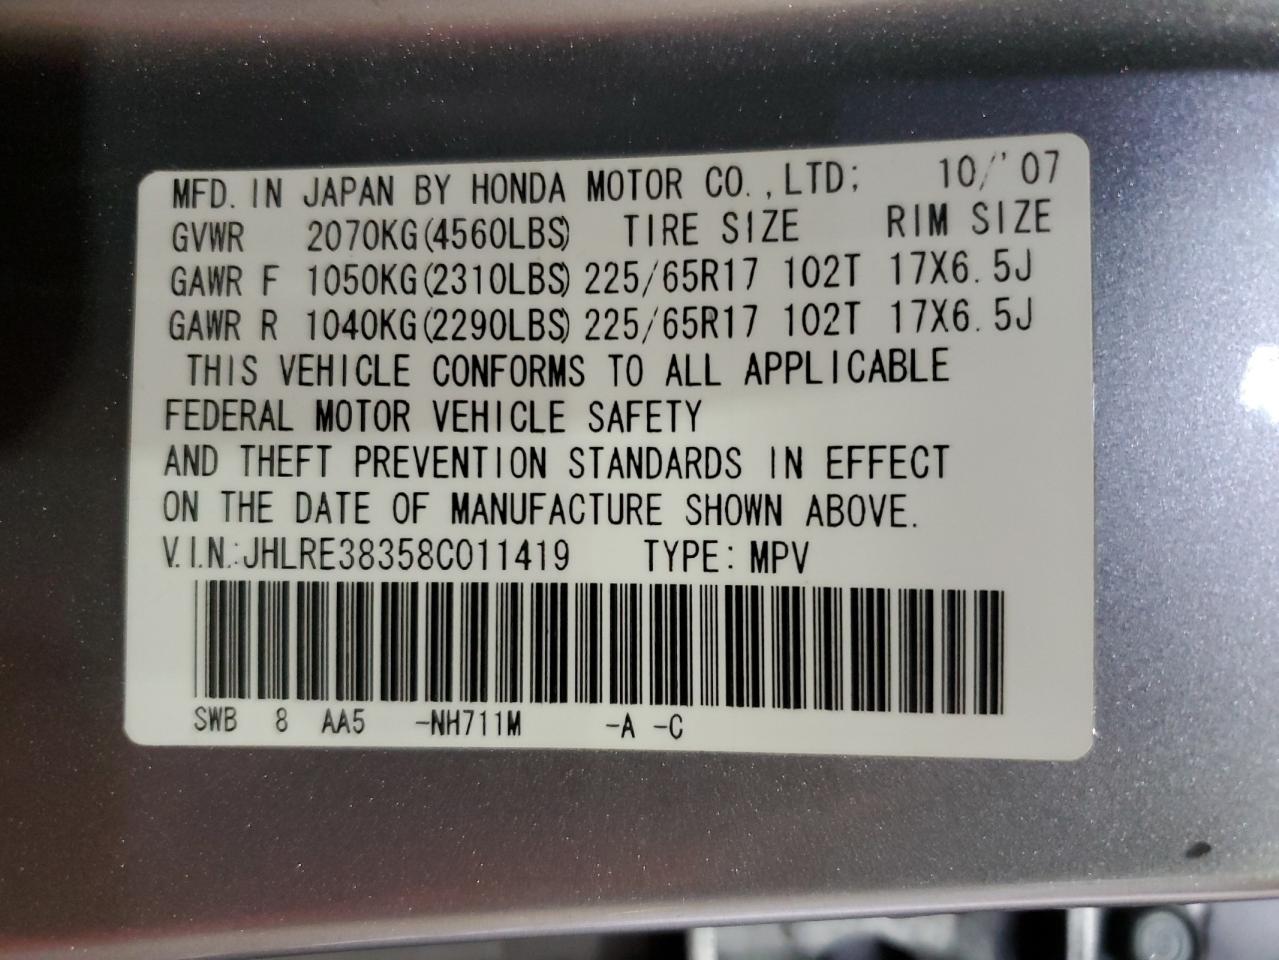 MFD. IN JAPAN BY HONDA MOTOR CO.,LTD; 10/'07
GVWR 2070KG(4560LBS) TIRE SIZE RIM SIZE
GAWR F 1050KG(2310LBS) 225/65R17 102T 17X6.5J
GAWR R 1040KG(2290LBS) 225/65R17 102T 17X6.5J
THIS VEHICLE CONFORMS TO ALL APPLICABLE
FEDERAL MOTOR VEHICLE SAFETY
AND THEFT PREVENTION STANDARDS IN EFFECT
ON THE DATE OF MANUFACTURE SHOWN ABOVE.
V.I.N.:JHLRE38358C011419 TYPE: MPV
SWB 8 AA5 -NH711M -A -C